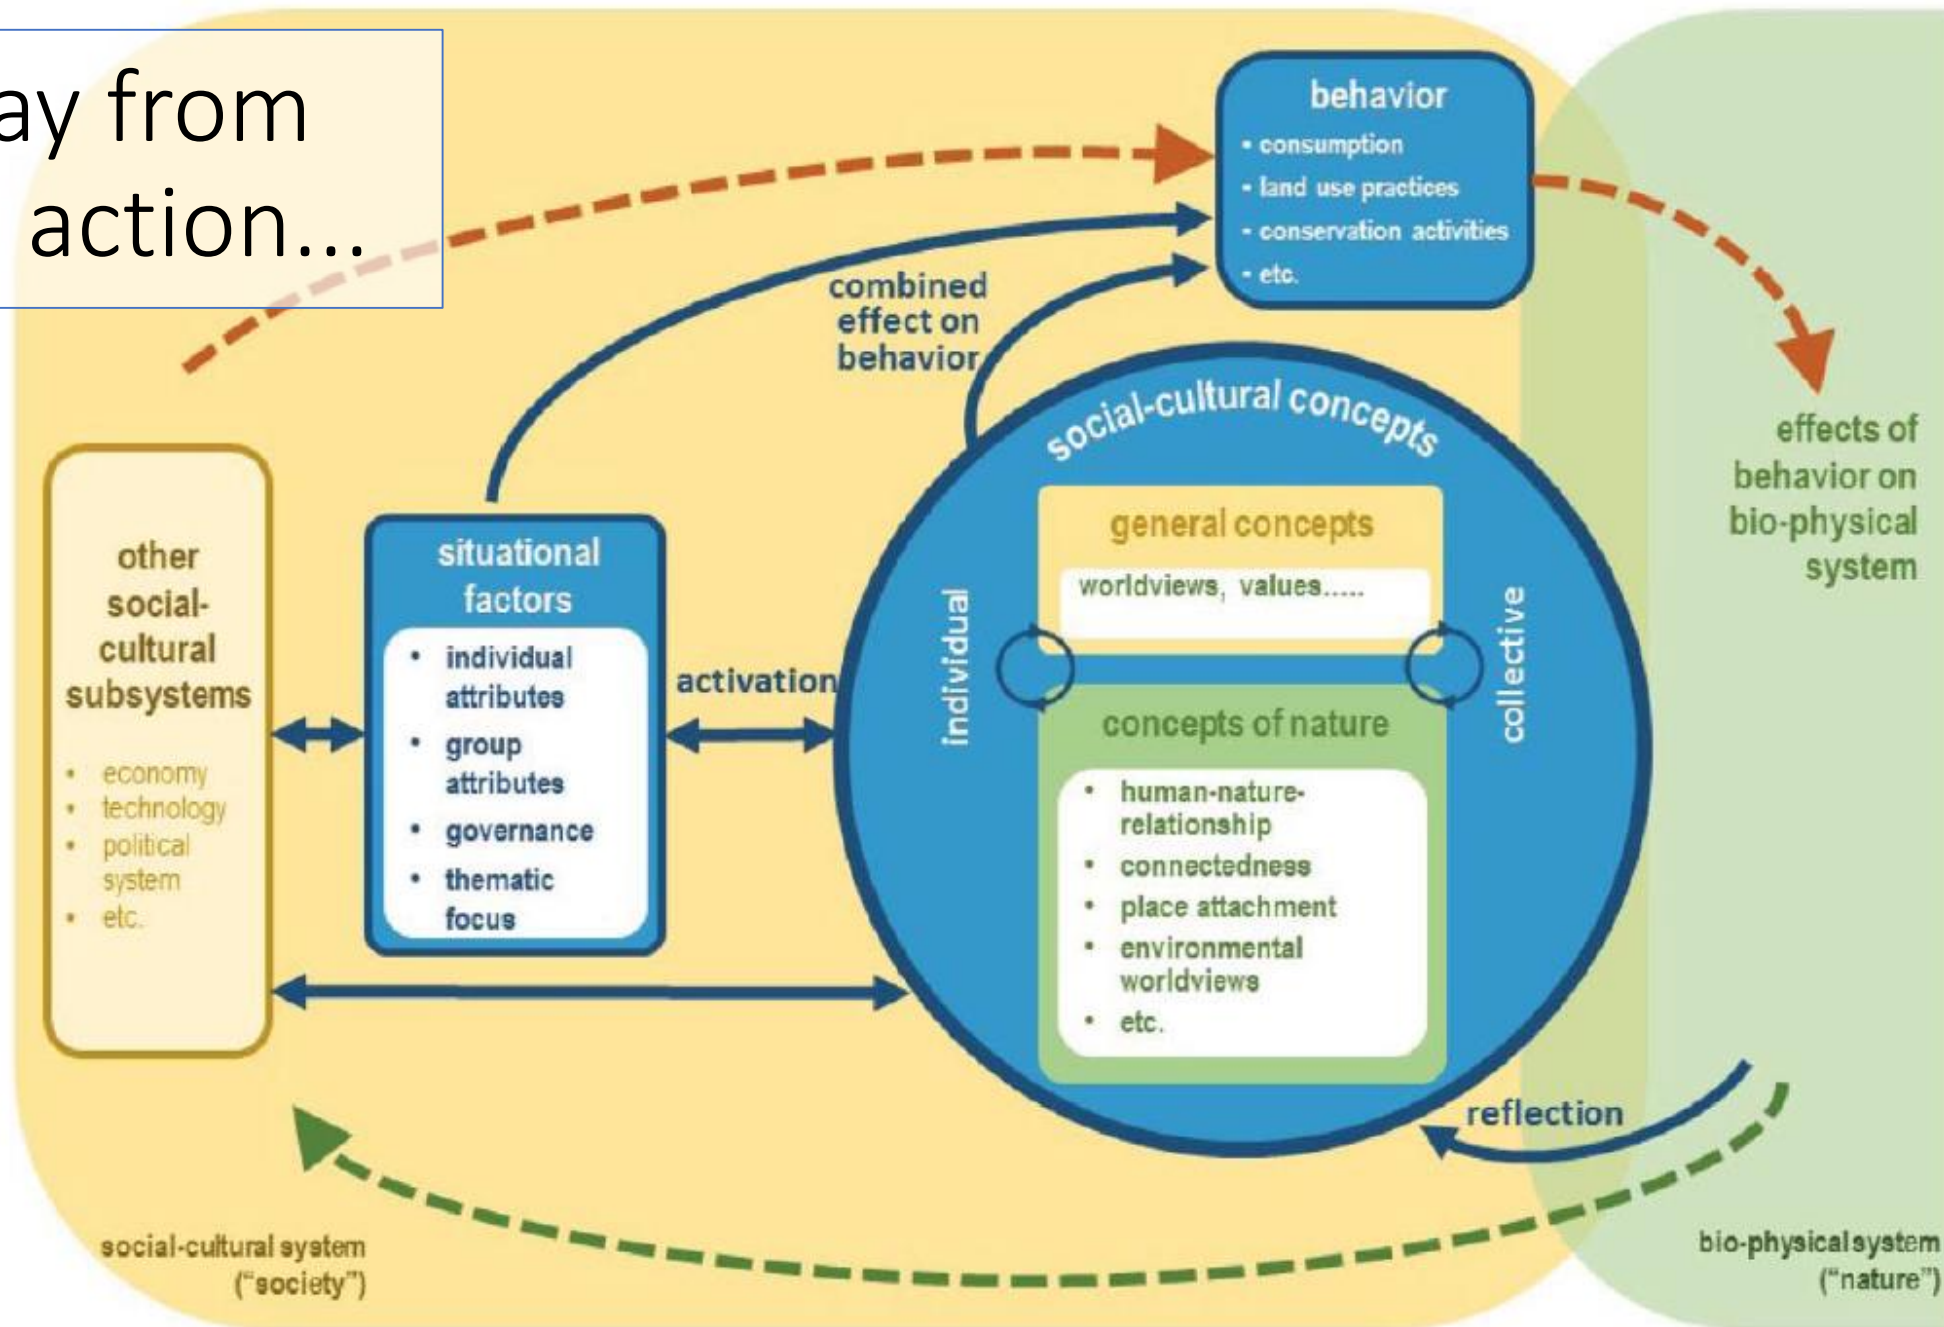 ay from
action...
behavior
- consumption
- land use practices
- conservation activities
- etc.
combined
effect on
behavior
social-cultural concepts
general concepts
worldviews, values.....
individual
collective
concepts of nature
• human-nature-
relationship
• connectedness
• place attachment
• environmental
worldviews
• etc.
effects of
behavior on
bio-physical
system
other
social-
cultural
subsystems
• economy
• technology
• political
system
• etc.
situational
factors
• individual
attributes
• group
attributes
• governance
• thematic
focus
activation
reflection
social-cultural system
("society")
bio-physical system
("nature")